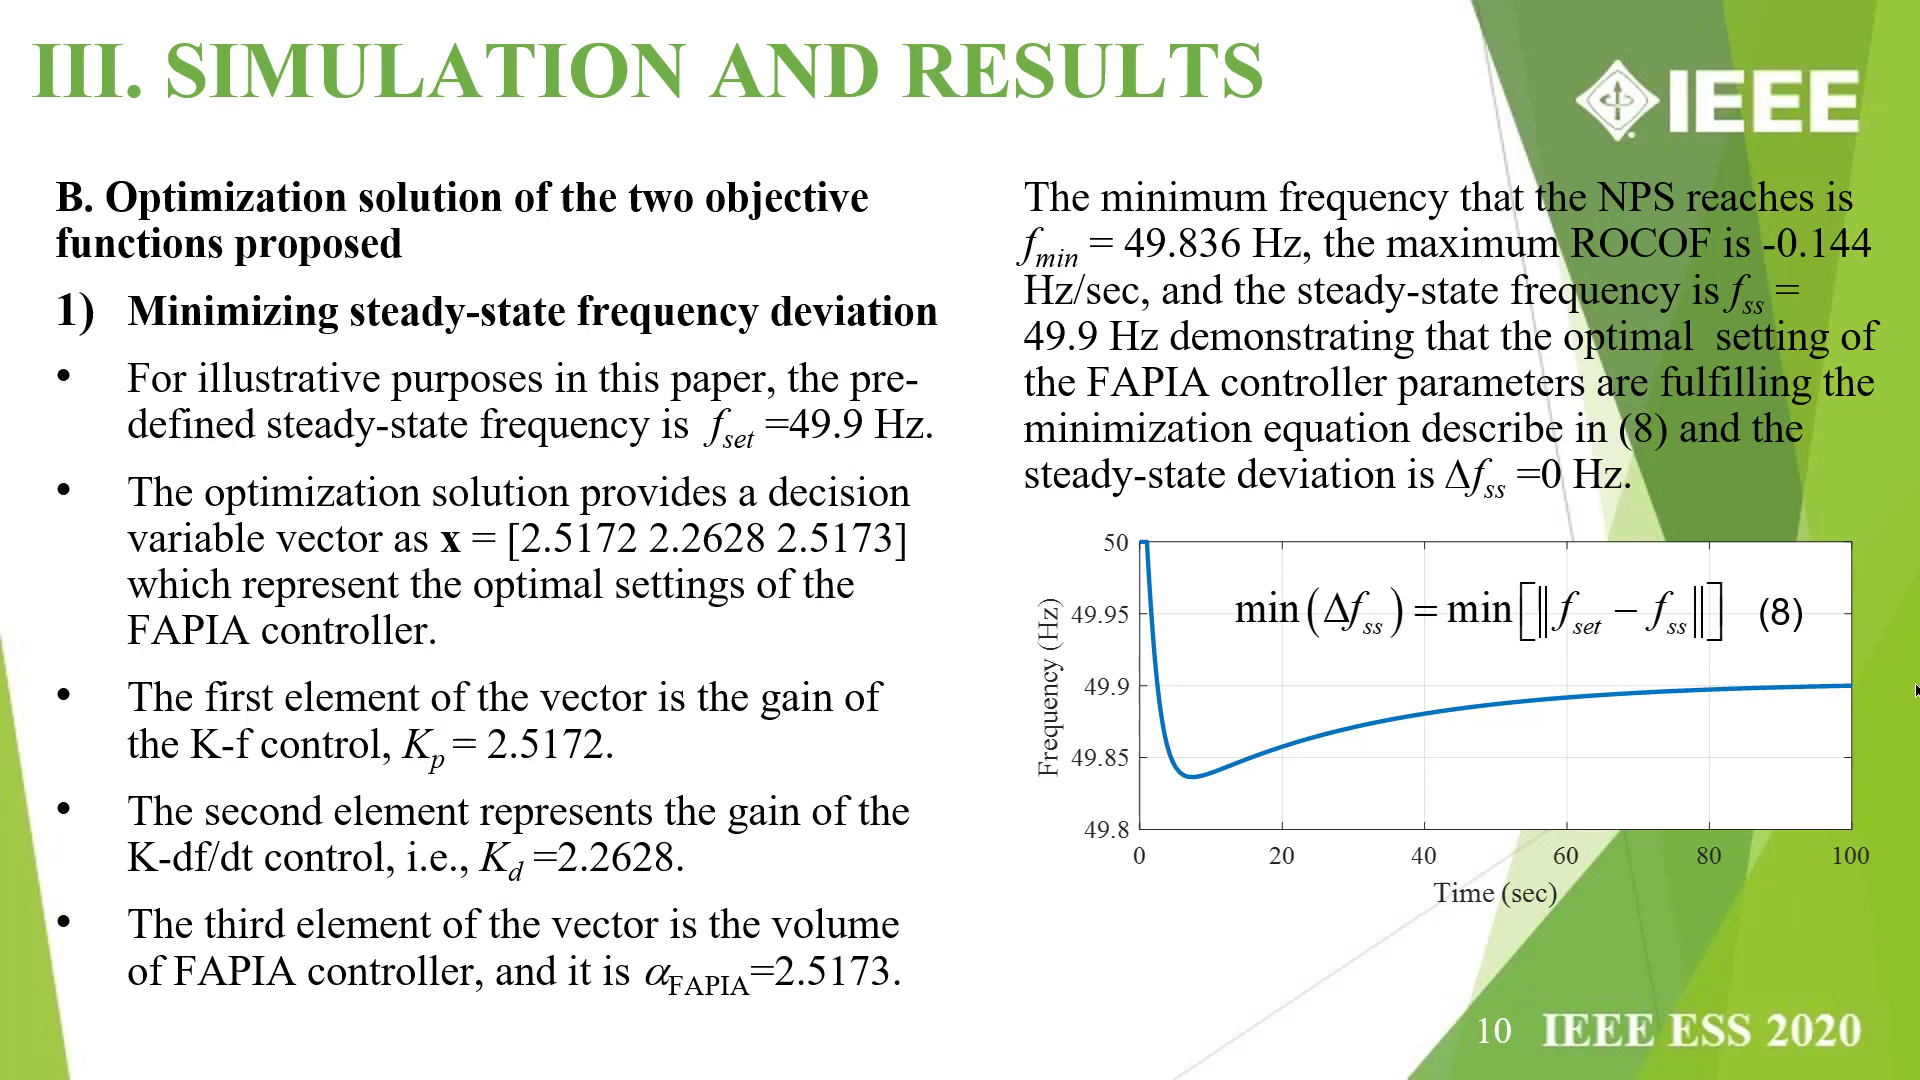 III. SIMULATION AND RESULTS
IEEE
B. Optimization solution of the two objective
functions proposed
1) Minimizing steady-state frequency deviation
• For illustrative purposes in this paper, the pre-
defined steady-state frequency is f_set =49.9 Hz.
• The optimization solution provides a decision
variable vector as x = [2.5172 2.2628 2.5173]
which represent the optimal settings of the
FAPIA controller.
• The first element of the vector is the gain of
the K-f control, K_p = 2.5172.
• The second element represents the gain of the
K-df/dt control, i.e., K_d =2.2628.
• The third element of the vector is the volume
of FAPIA controller, and it is α_FAPIA=2.5173.
The minimum frequency that the NPS reaches is
f_min = 49.836 Hz, the maximum ROCOF is -0.144
Hz/sec, and the steady-state frequency is f_ss =
49.9 Hz demonstrating that the optimal setting of
the FAPIA controller parameters are fulfilling the
minimization equation describe in (8) and the
steady-state deviation is Δf_ss =0 Hz.
min(Δf_ss) = min[‖f_set − f_ss‖] (8)
Frequency (Hz)
50
49.95
49.9
49.85
49.8
0 20 40 60 80 100
Time (sec)
10 IEEE ESS 2020